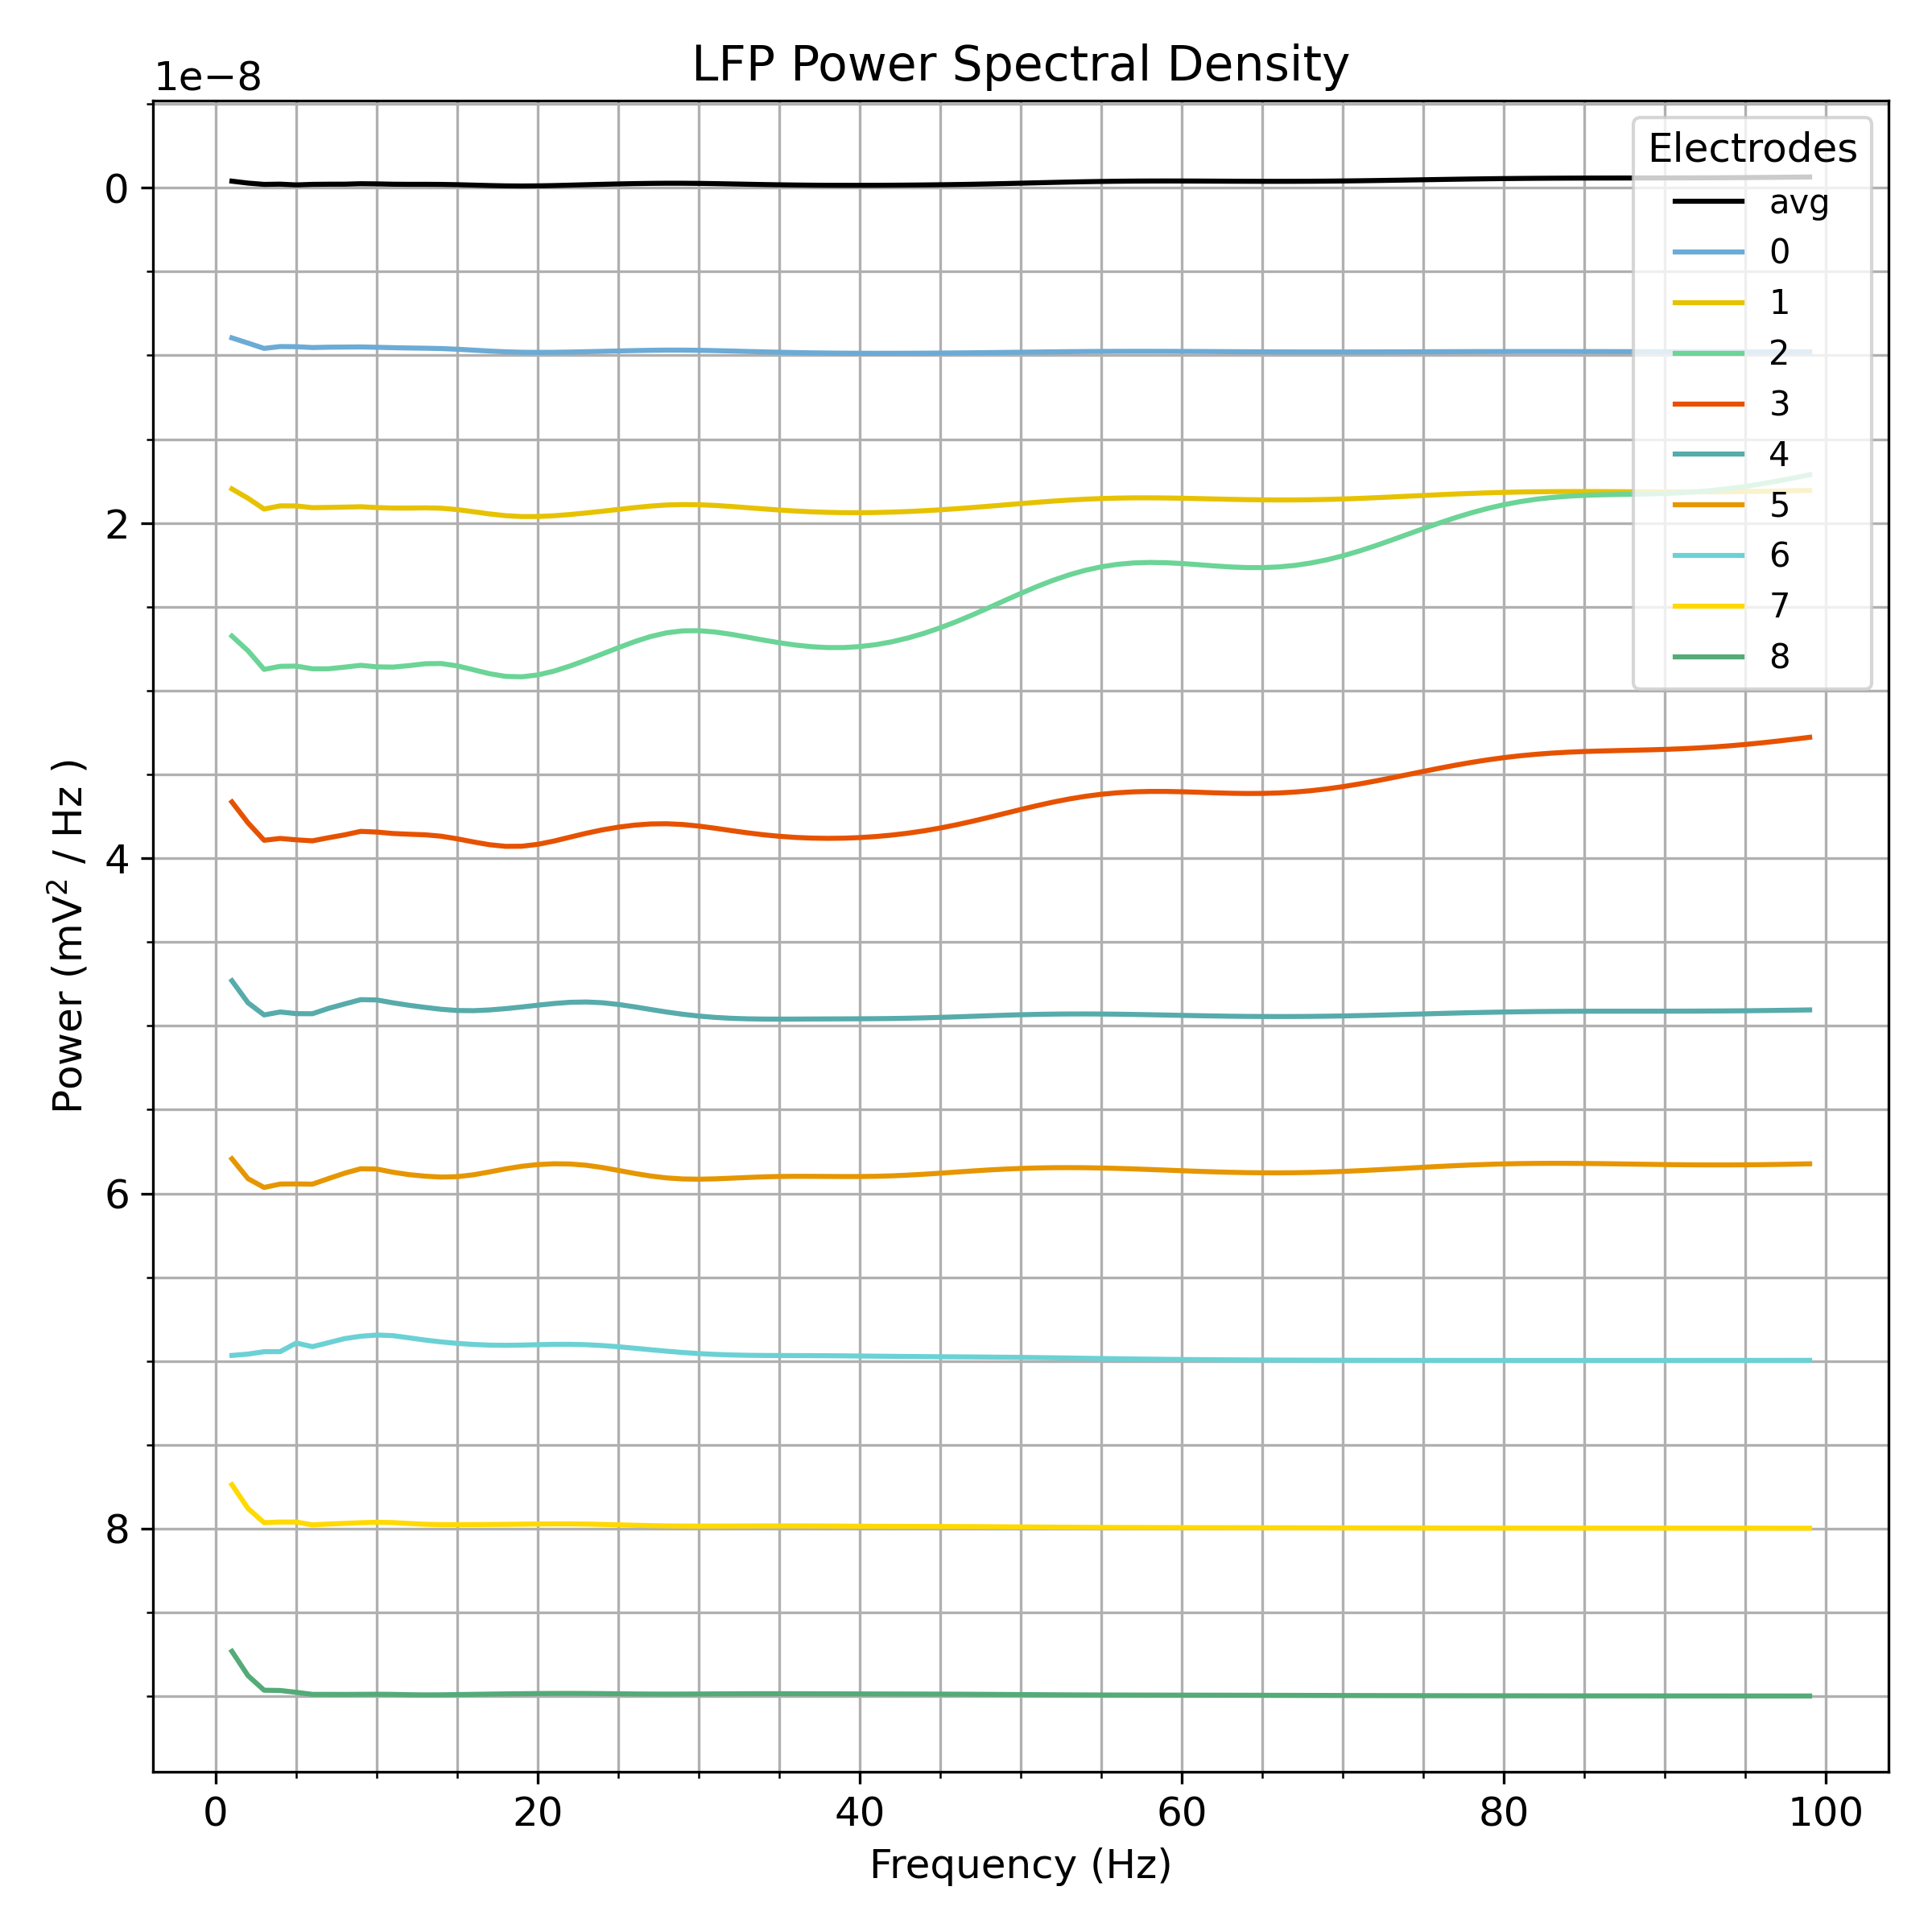 LFP Power Spectral Density
1e−8
Electrodes
avg
0
1
2
3
4
5
6
7
8
0
2
4
6
8
Power (mV² / Hz )
0 20 40 60 80 100
Frequency (Hz)